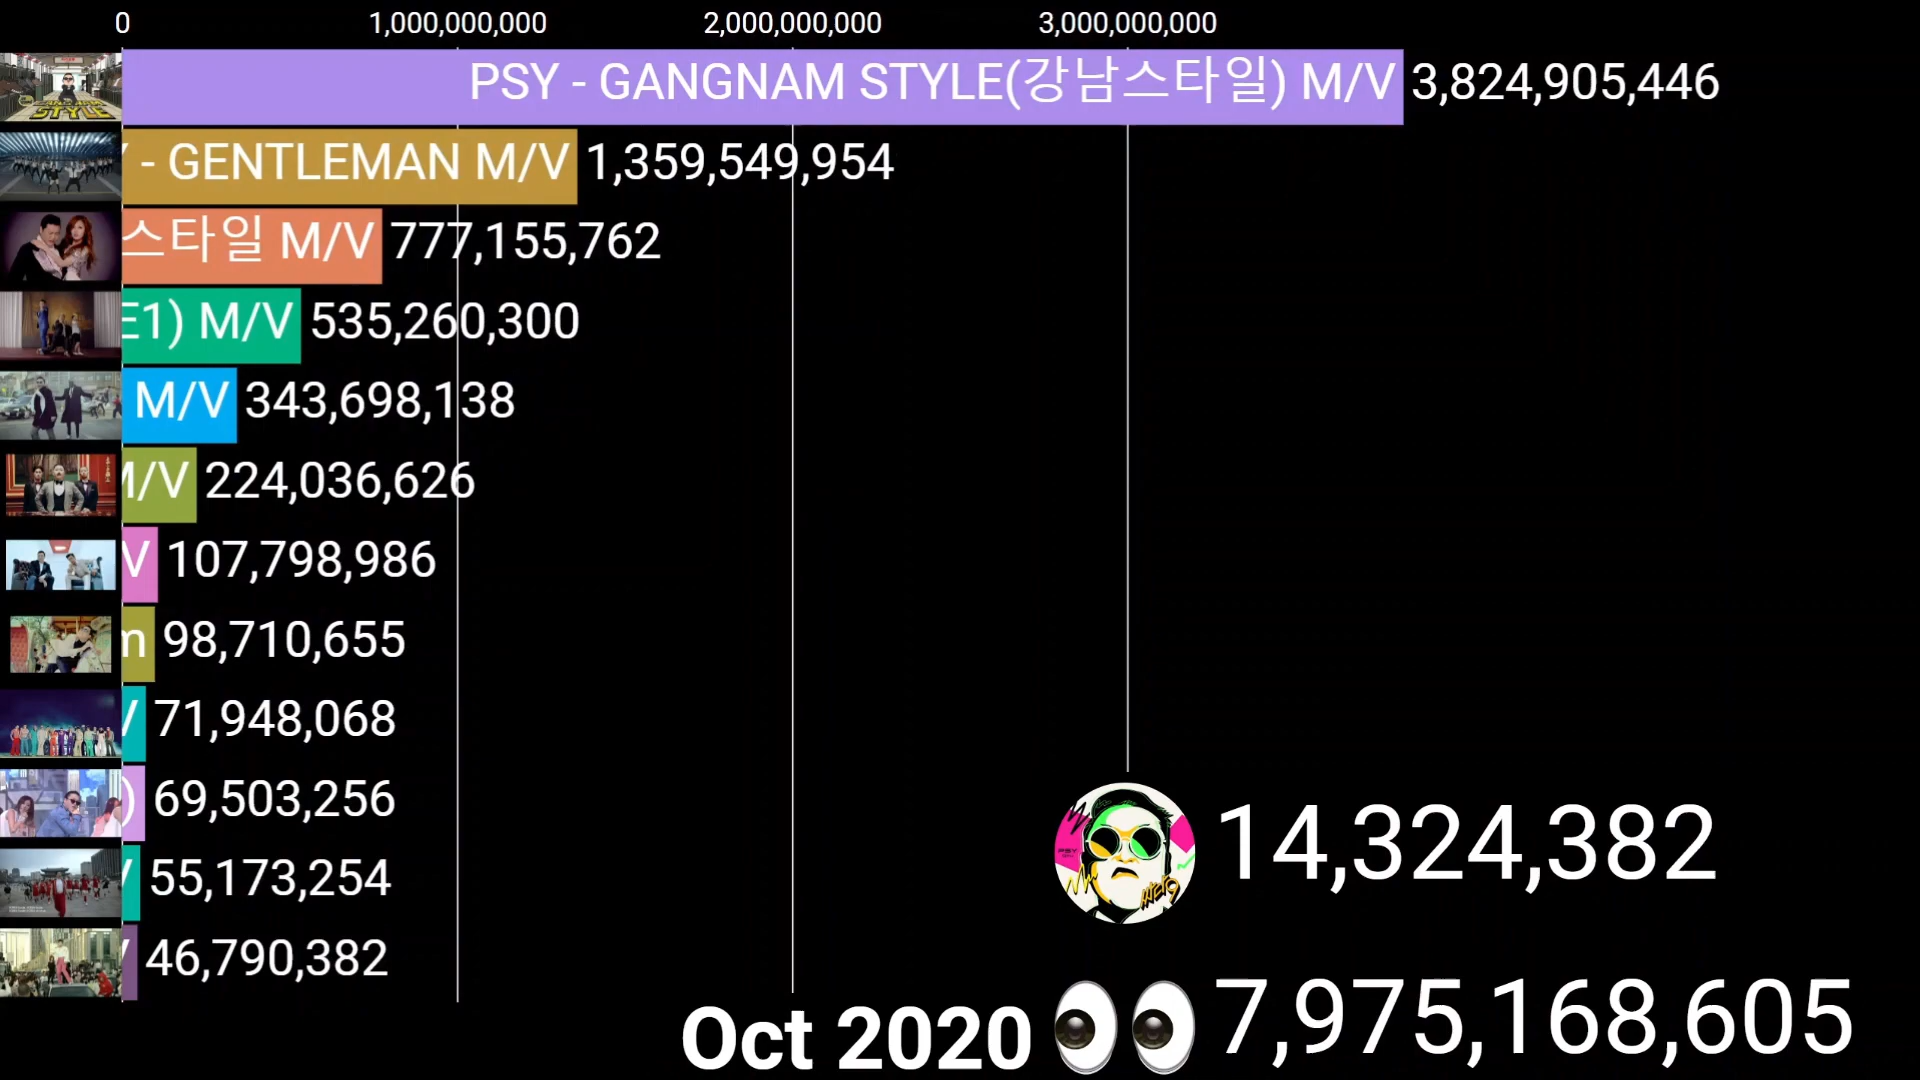 0 1,000,000,000 2,000,000,000 3,000,000,000
PSY - GANGNAM STYLE(강남스타일) M/V 3,824,905,446
- GENTLEMAN M/V 1,359,549,954
스타일 M/V 777,155,762
E1) M/V 535,260,300
M/V 343,698,138
M/V 224,036,626
V 107,798,986
m 98,710,655
71,948,068
) 69,503,256
55,173,254
46,790,382
14,324,382
Oct 2020 7,975,168,605